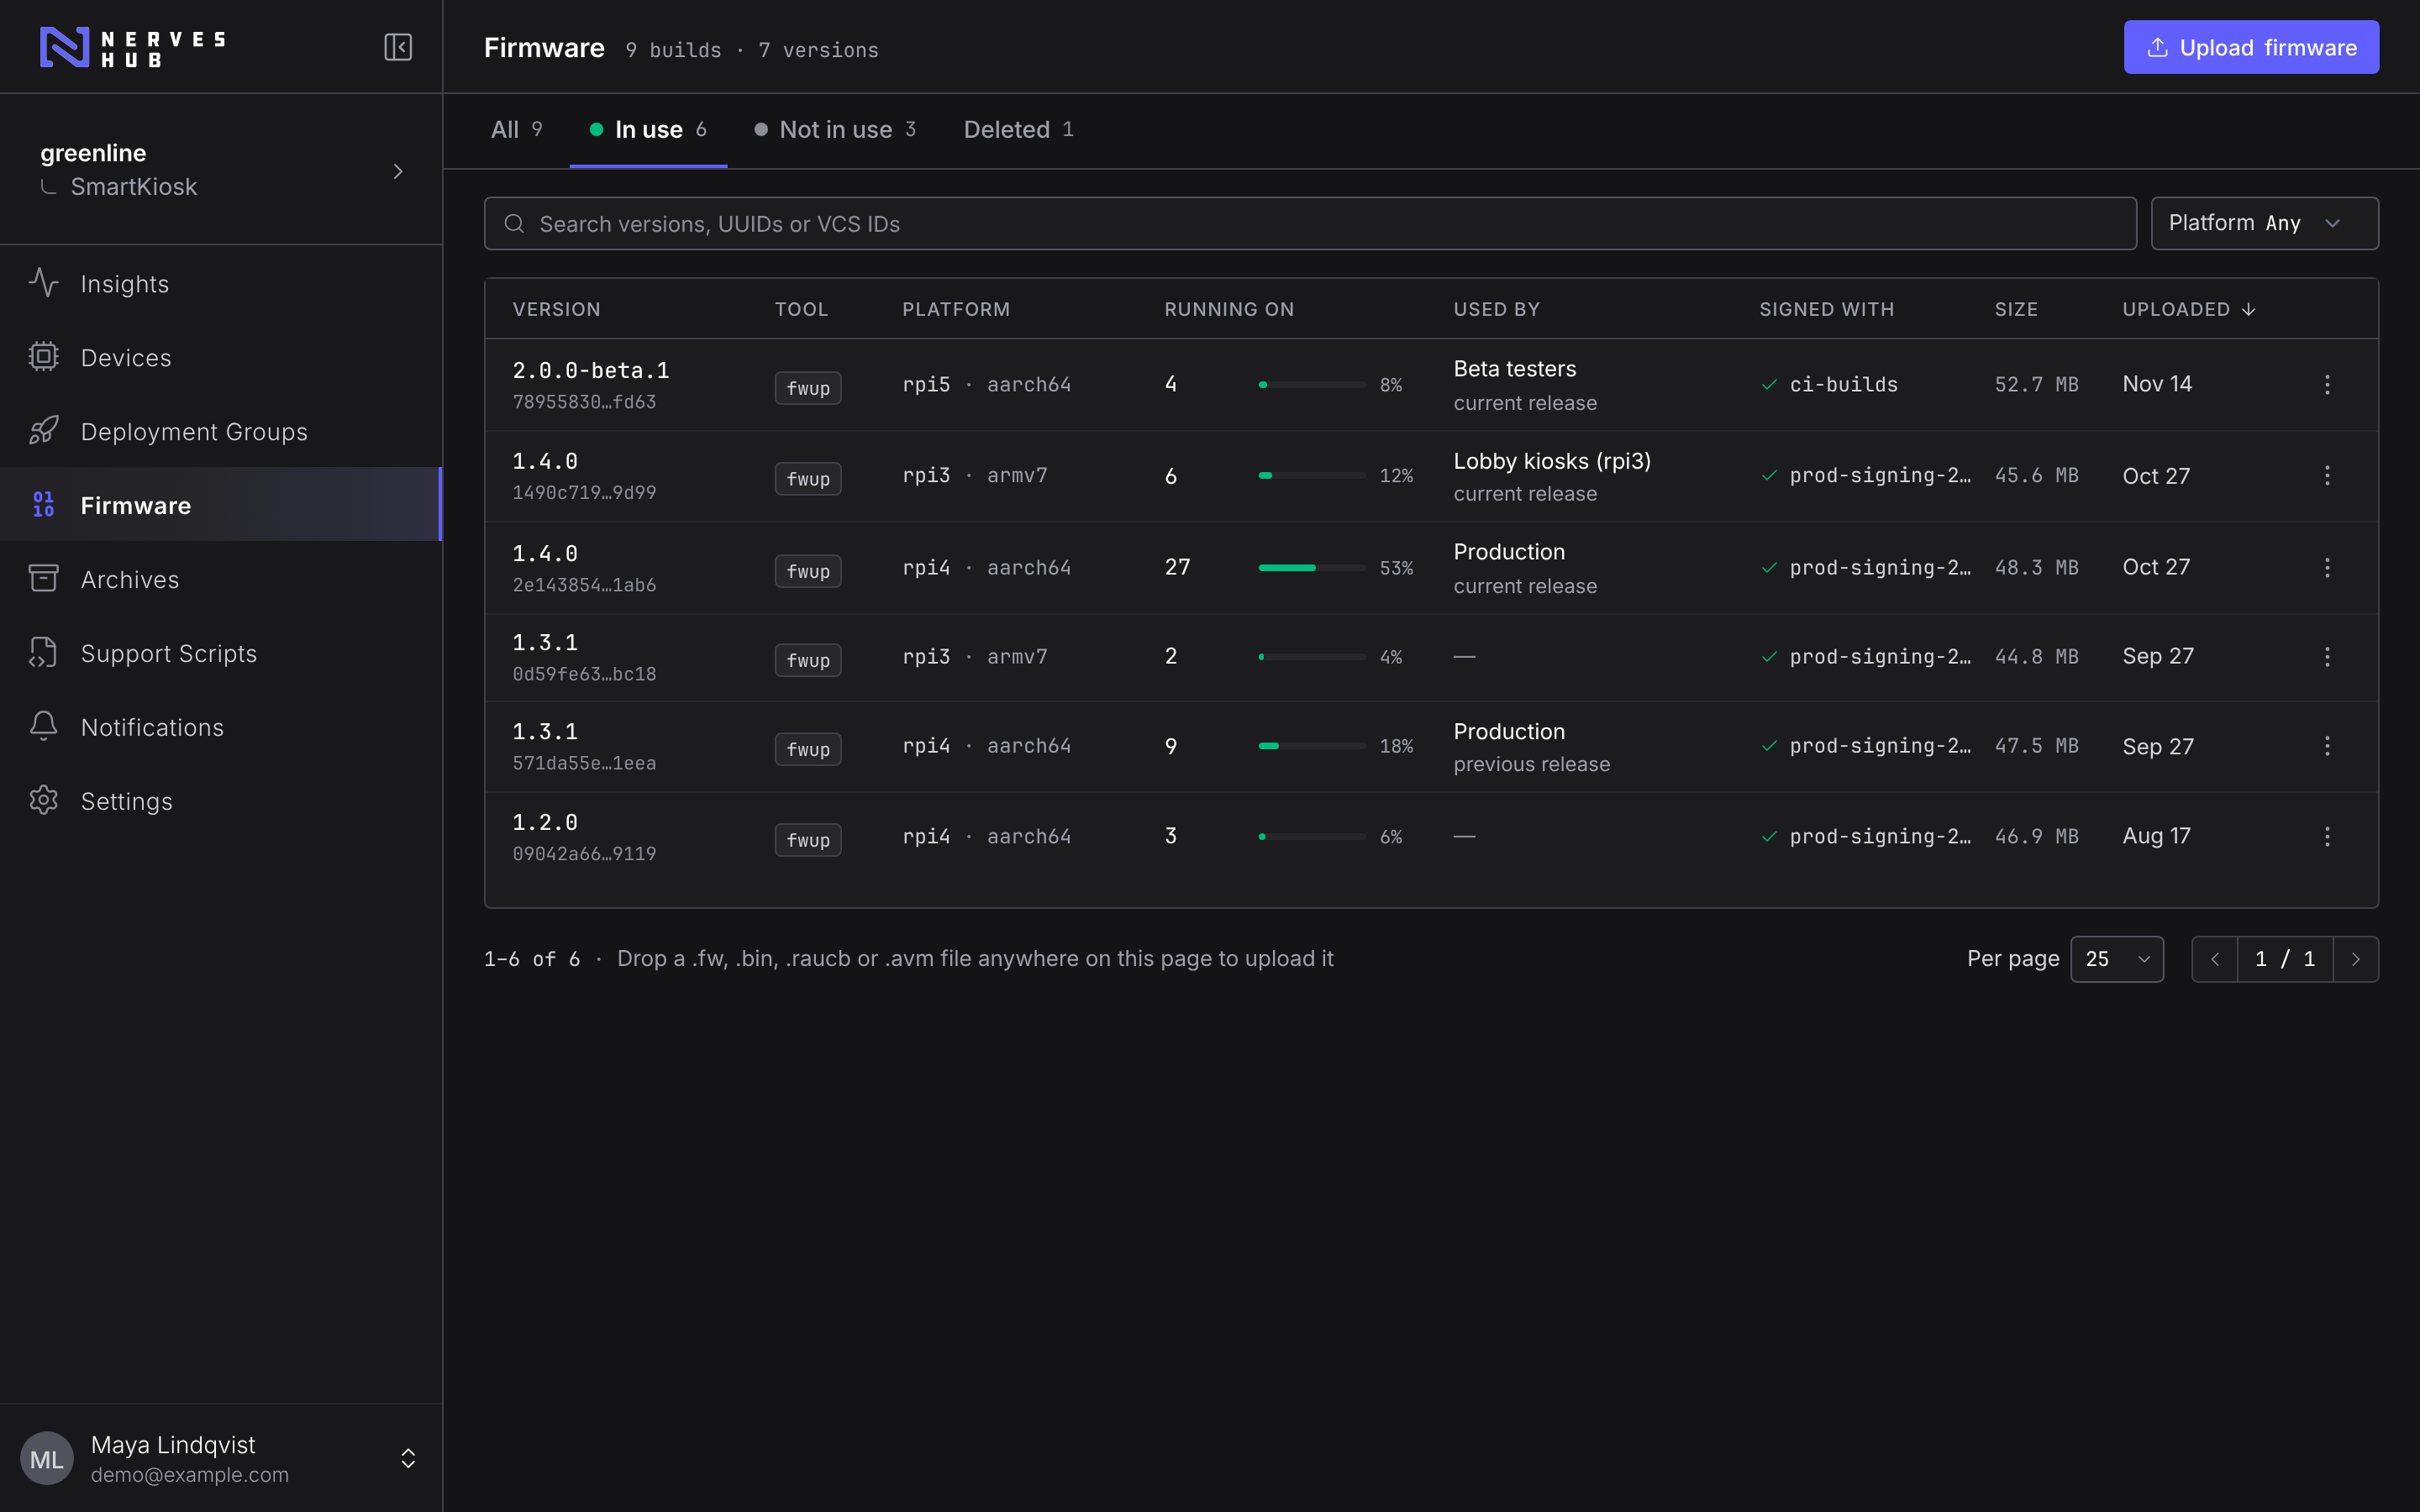 NERVES
HUB
greenline
SmartKiosk
Insights
Devices
Deployment Groups
01
10
Firmware
Archives
Support Scripts
Notifications
Settings
ML
Maya Lindqvist
demo@example.com
Firmware 9 builds · 7 versions
Upload firmware
All 9 In use 6 Not in use 3 Deleted 1
Search versions, UUIDs or VCS IDs
Platform Any
VERSION TOOL PLATFORM RUNNING ON USED BY SIGNED WITH SIZE UPLOADED ↓
2.0.0-beta.1
78955830…fd63
fwup
rpi5 · aarch64
4
8%
Beta testers
current release
ci-builds
52.7 MB
Nov 14
1.4.0
1490c719…9d99
fwup
rpi3 · armv7
6
12%
Lobby kiosks (rpi3)
current release
prod-signing-2…
45.6 MB
Oct 27
1.4.0
2e143854…1ab6
fwup
rpi4 · aarch64
27
53%
Production
current release
prod-signing-2…
48.3 MB
Oct 27
1.3.1
0d59fe63…bc18
fwup
rpi3 · armv7
2
4%
—
prod-signing-2…
44.8 MB
Sep 27
1.3.1
571da55e…1eea
fwup
rpi4 · aarch64
9
18%
Production
previous release
prod-signing-2…
47.5 MB
Sep 27
1.2.0
09042a66…9119
fwup
rpi4 · aarch64
3
6%
—
prod-signing-2…
46.9 MB
Aug 17
1–6 of 6 · Drop a .fw, .bin, .raucb or .avm file anywhere on this page to upload it
Per page 25
1 / 1